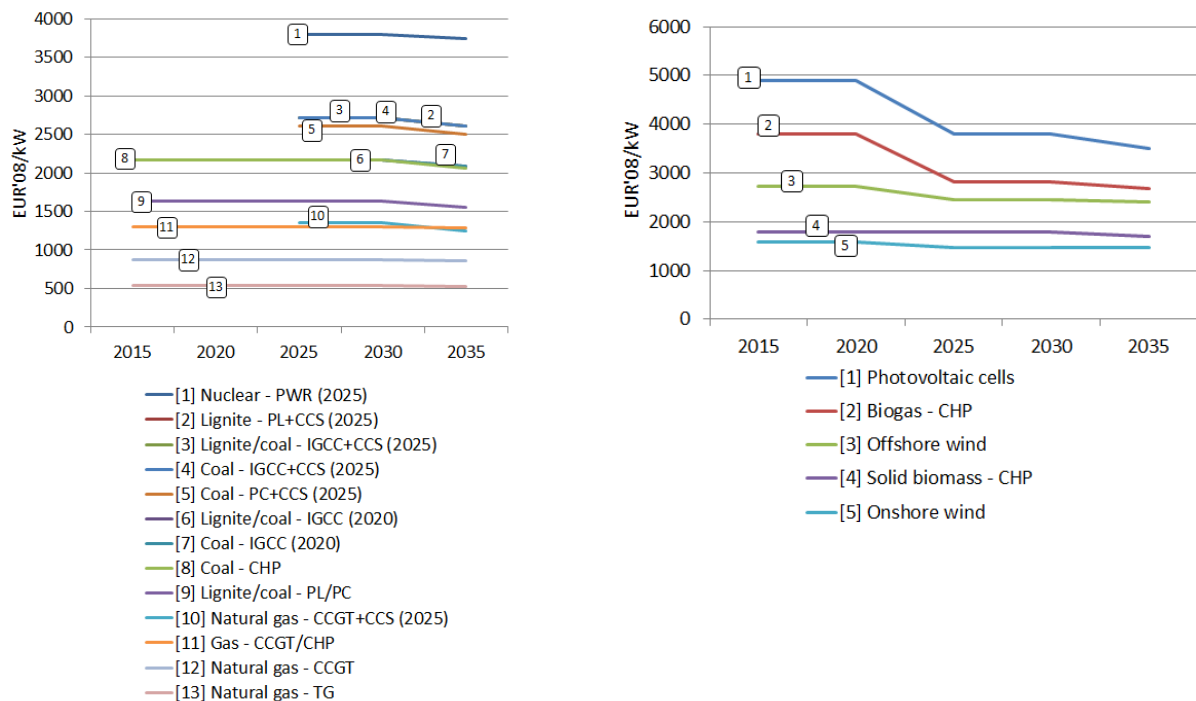 4000
3500
3000
2500
2000
1500
1000
500
0
EUR'08/kW
1
3
4
2
5
8
6
7
9
10
11
12
13
2015 2020 2025 2030 2035
[1] Nuclear - PWR (2025)
[2] Lignite - PL+CCS (2025)
[3] Lignite/coal - IGCC+CCS (2025)
[4] Coal - IGCC+CCS (2025)
[5] Coal - PC+CCS (2025)
[6] Lignite/coal - IGCC (2020)
[7] Coal - IGCC (2020)
[8] Coal - CHP
[9] Lignite/coal - PL/PC
[10] Natural gas - CCGT+CCS (2025)
[11] Gas - CCGT/CHP
[12] Natural gas - CCGT
[13] Natural gas - TG
6000
5000
4000
3000
2000
1000
0
EUR'08/kW
1
2
3
4
5
2015 2020 2025 2030 2035
[1] Photovoltaic cells
[2] Biogas - CHP
[3] Offshore wind
[4] Solid biomass - CHP
[5] Onshore wind